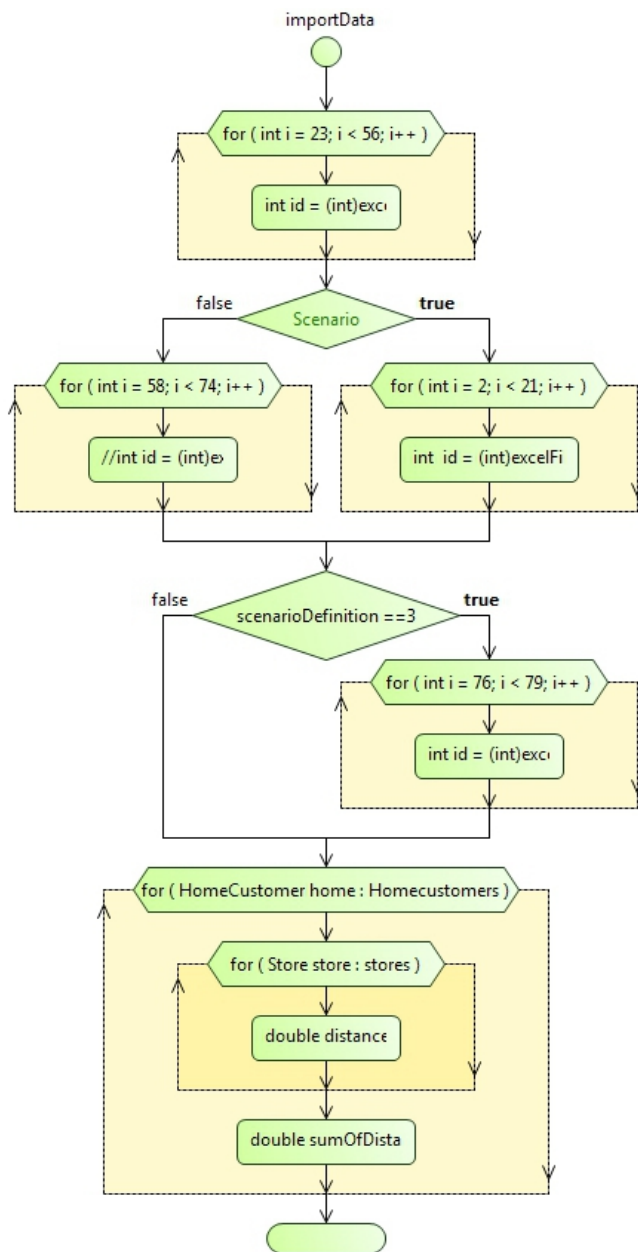 importData
for ( int i = 23; i < 56; i++ )
int id = (int)exce
false
Scenario
true
for ( int i = 58; i < 74; i++ )
for ( int i = 2; i < 21; i++ )
//int id = (int)ex
int  id = (int)excelFi
false
scenarioDefinition ==3
true
for ( int i = 76; i < 79; i++ )
int id = (int)exce
for ( HomeCustomer home : Homecustomers )
for ( Store store : stores )
double distance
double sumOfDista